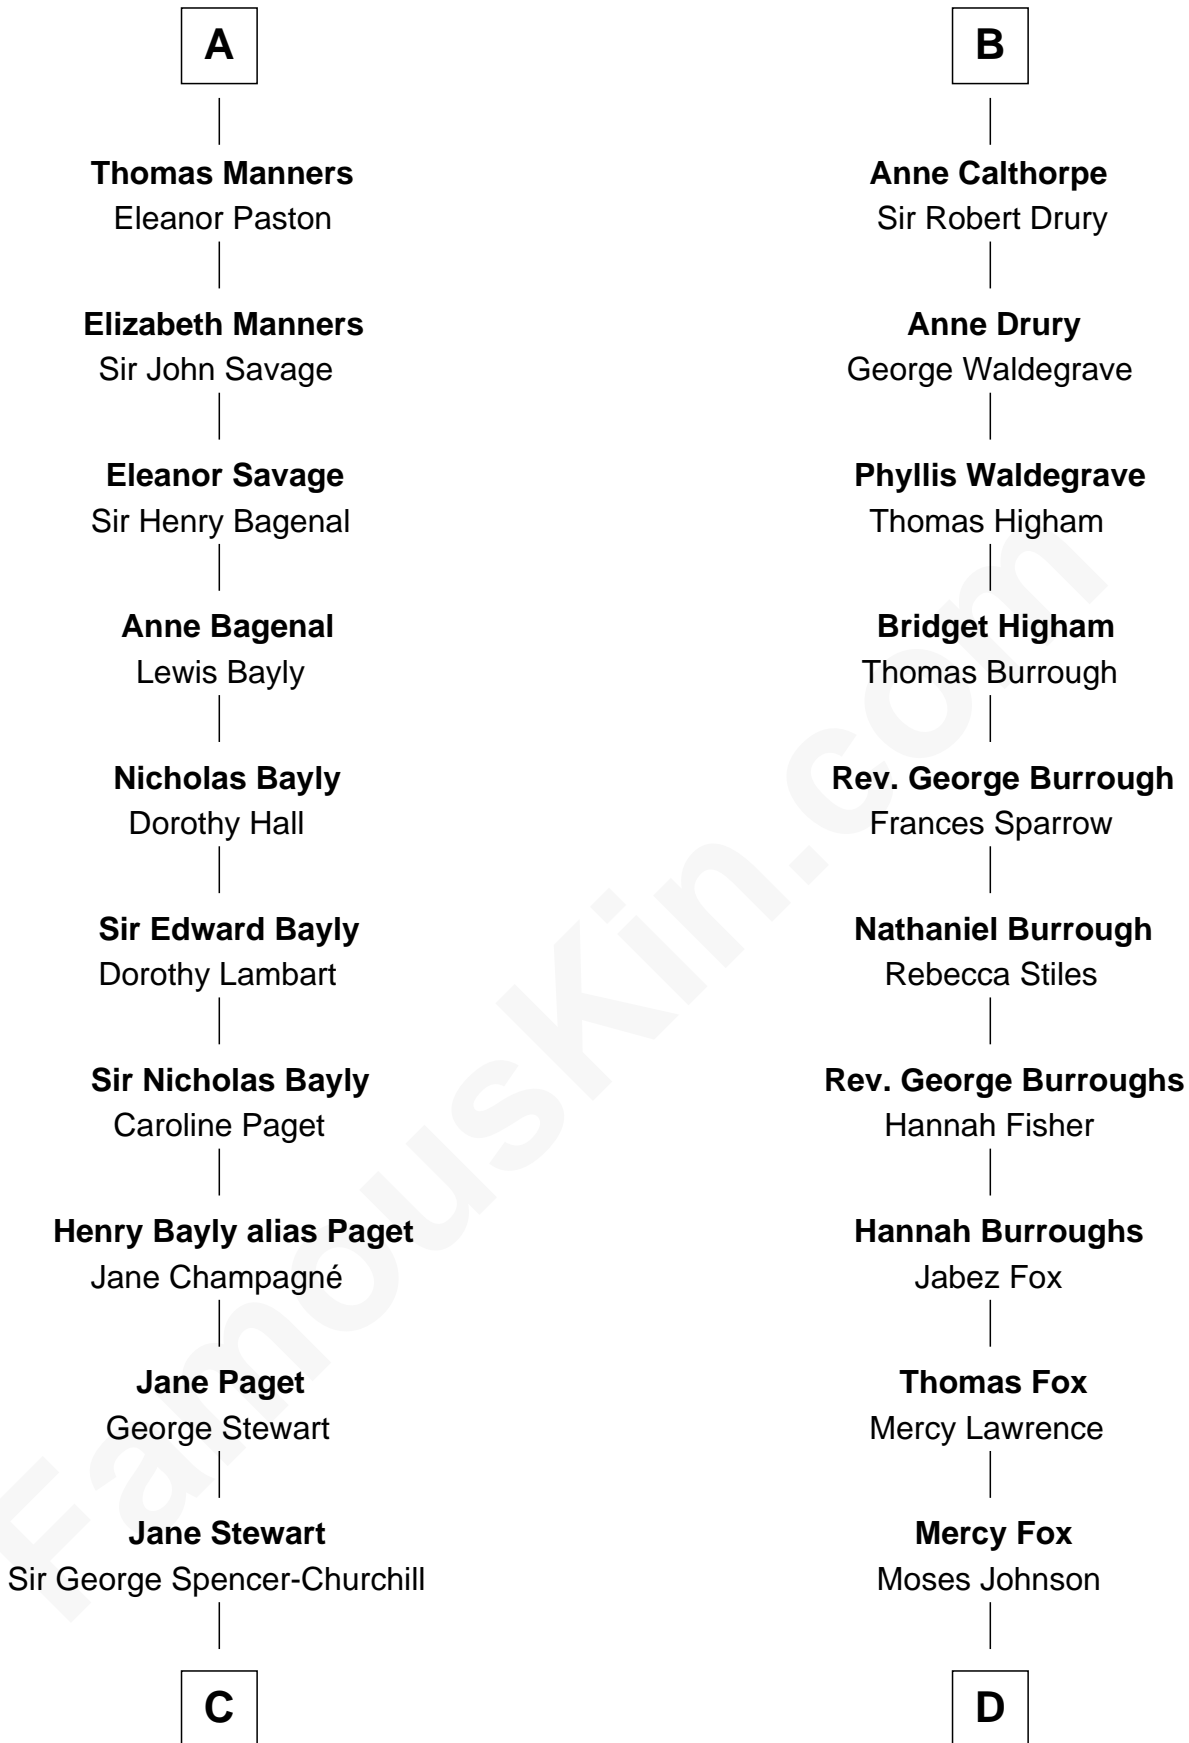 A
Thomas Manners
Eleanor Paston
Elizabeth Manners
Sir John Savage
Eleanor Savage
Sir Henry Bagenal
Anne Bagenal
Lewis Bayly
Nicholas Bayly
Dorothy Hall
Sir Edward Bayly
Dorothy Lambart
Sir Nicholas Bayly
Caroline Paget
Henry Bayly alias Paget
Jane Champagné
Jane Paget
George Stewart
Jane Stewart
Sir George Spencer-Churchill
C
B
Anne Calthorpe
Sir Robert Drury
Anne Drury
George Waldegrave
Phyllis Waldegrave
Thomas Higham
Bridget Higham
Thomas Burrough
Rev. George Burrough
Frances Sparrow
Nathaniel Burrough
Rebecca Stiles
Rev. George Burroughs
Hannah Fisher
Hannah Burroughs
Jabez Fox
Thomas Fox
Mercy Lawrence
Mercy Fox
Moses Johnson
D
FamousKin.com